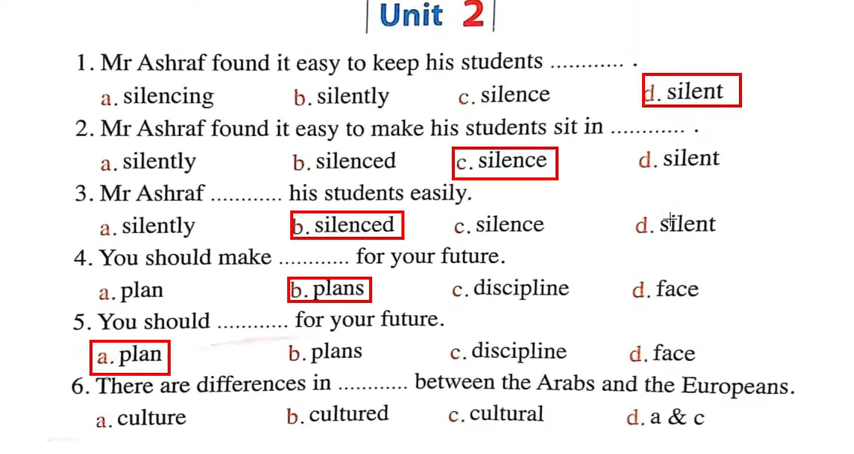 Unit 2
1. Mr Ashraf found it easy to keep his students ............ .
a. silencing b. silently c. silence d. silent
2. Mr Ashraf found it easy to make his students sit in ............ .
a. silently b. silenced c. silence d. silent
3. Mr Ashraf ............ his students easily.
a. silently b. silenced c. silence d. silent
4. You should make ............ for your future.
a. plan b. plans c. discipline d. face
5. You should ............ for your future.
a. plan b. plans c. discipline d. face
6. There are differences in ............ between the Arabs and the Europeans.
a. culture b. cultured c. cultural d. a & c